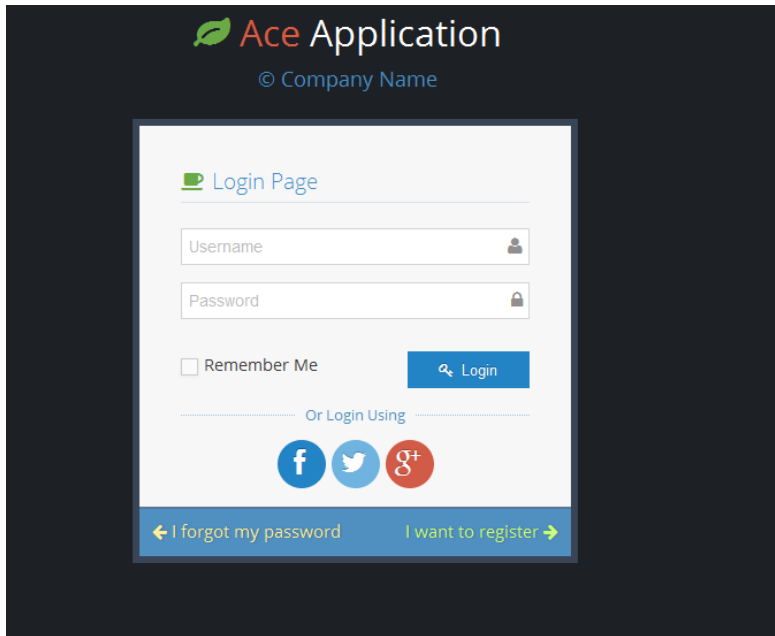 Ace Application
© Company Name
Login Page
Username
Password
Remember Me
Login
Or Login Using
f
g+
I forgot my password
I want to register